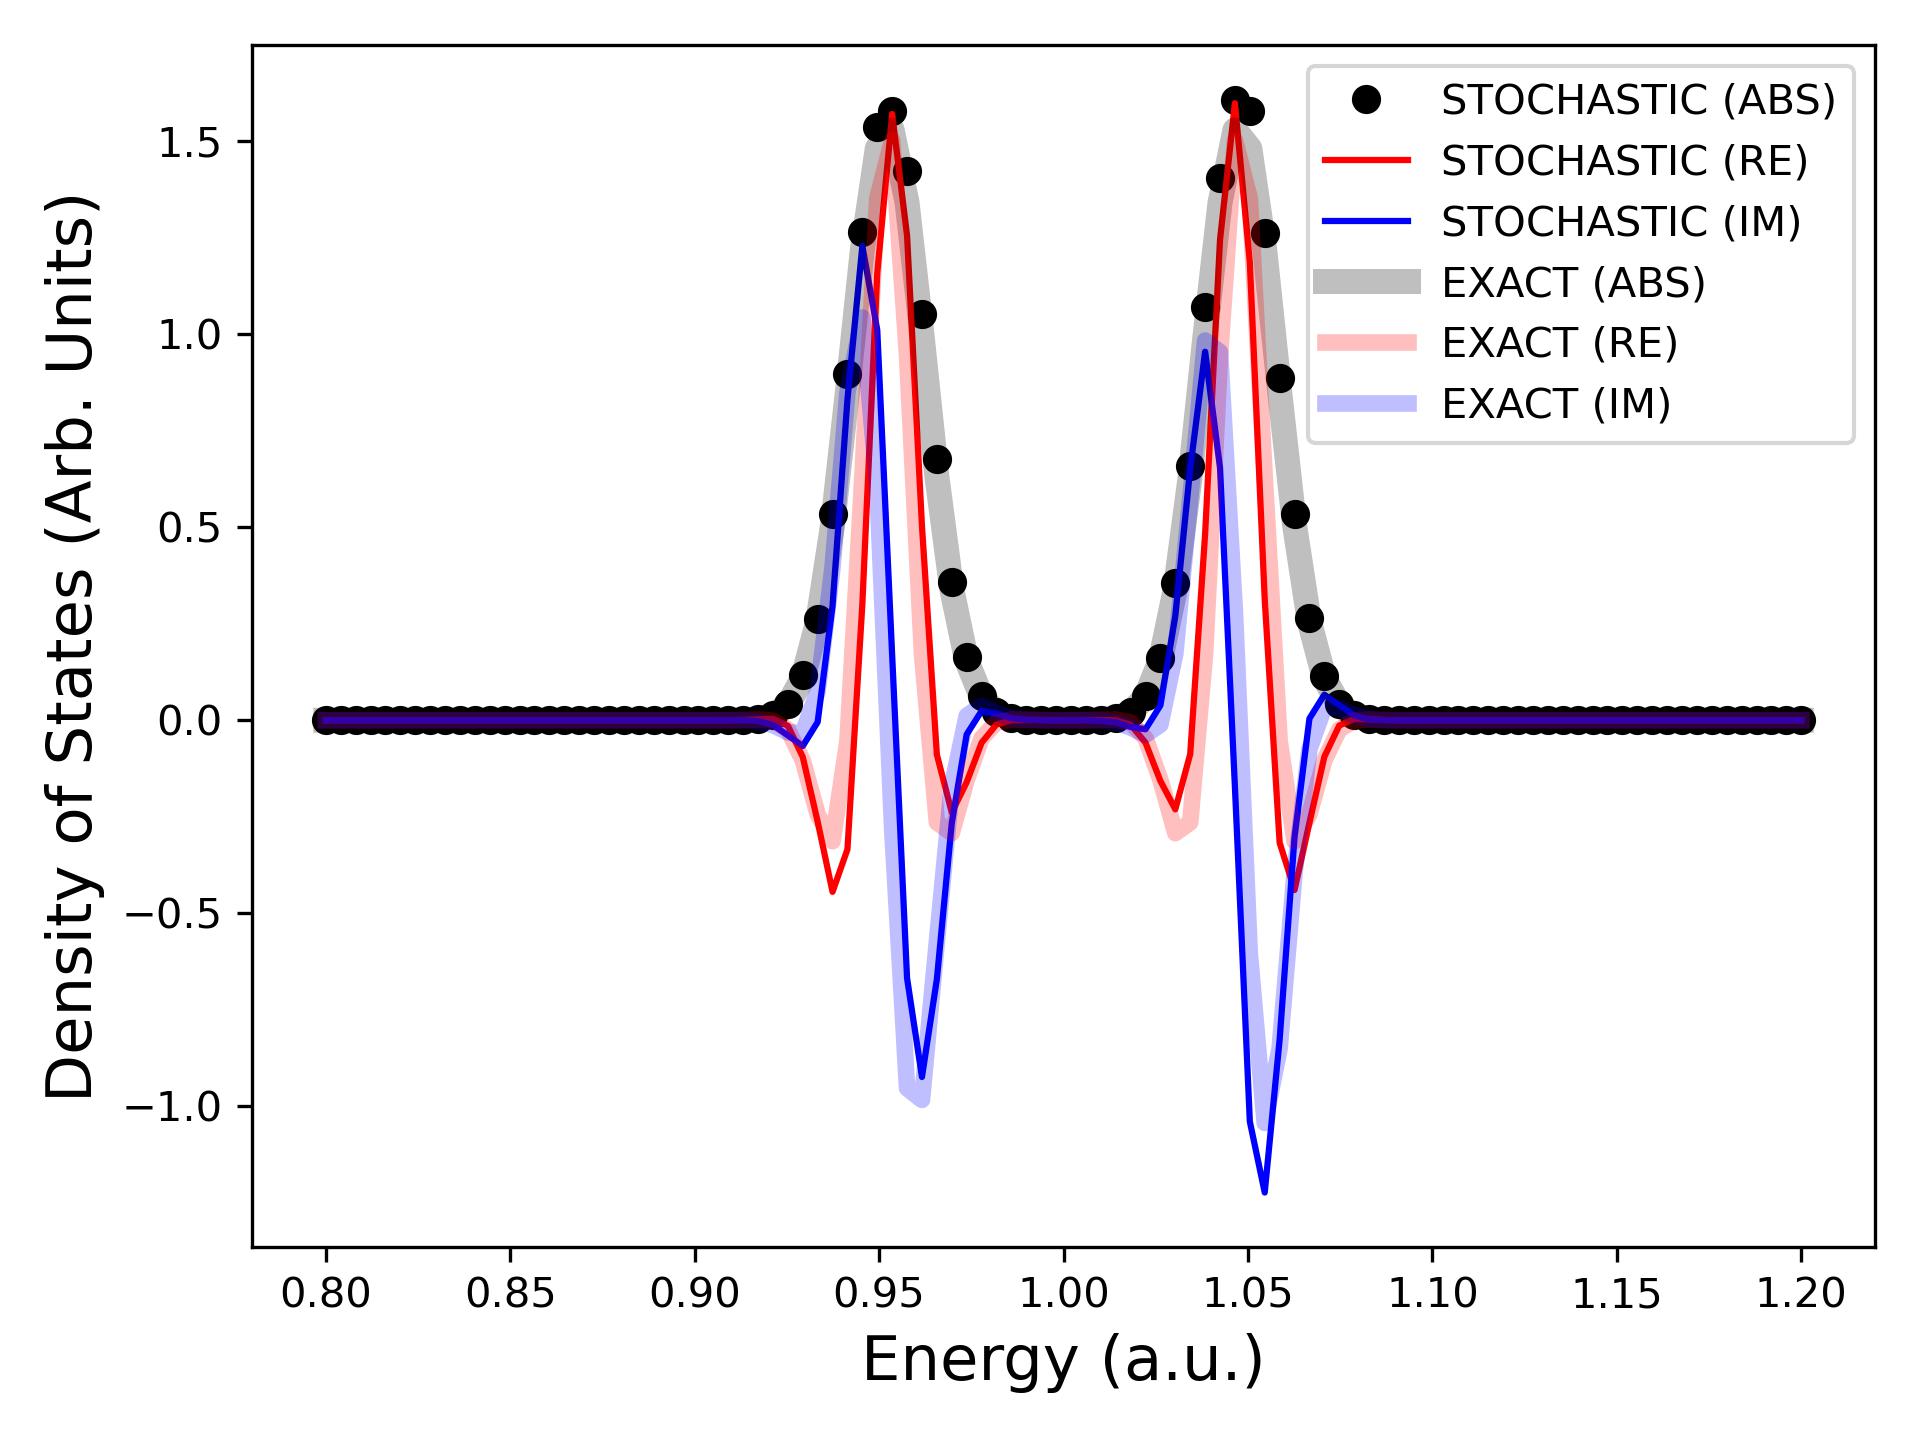 Density of States (Arb. Units)
1.5
1.0
0.5
0.0
−0.5
−1.0
STOCHASTIC (ABS)
STOCHASTIC (RE)
STOCHASTIC (IM)
EXACT (ABS)
EXACT (RE)
EXACT (IM)
0.80 0.85 0.90 0.95 1.00 1.05 1.10 1.15 1.20
Energy (a.u.)